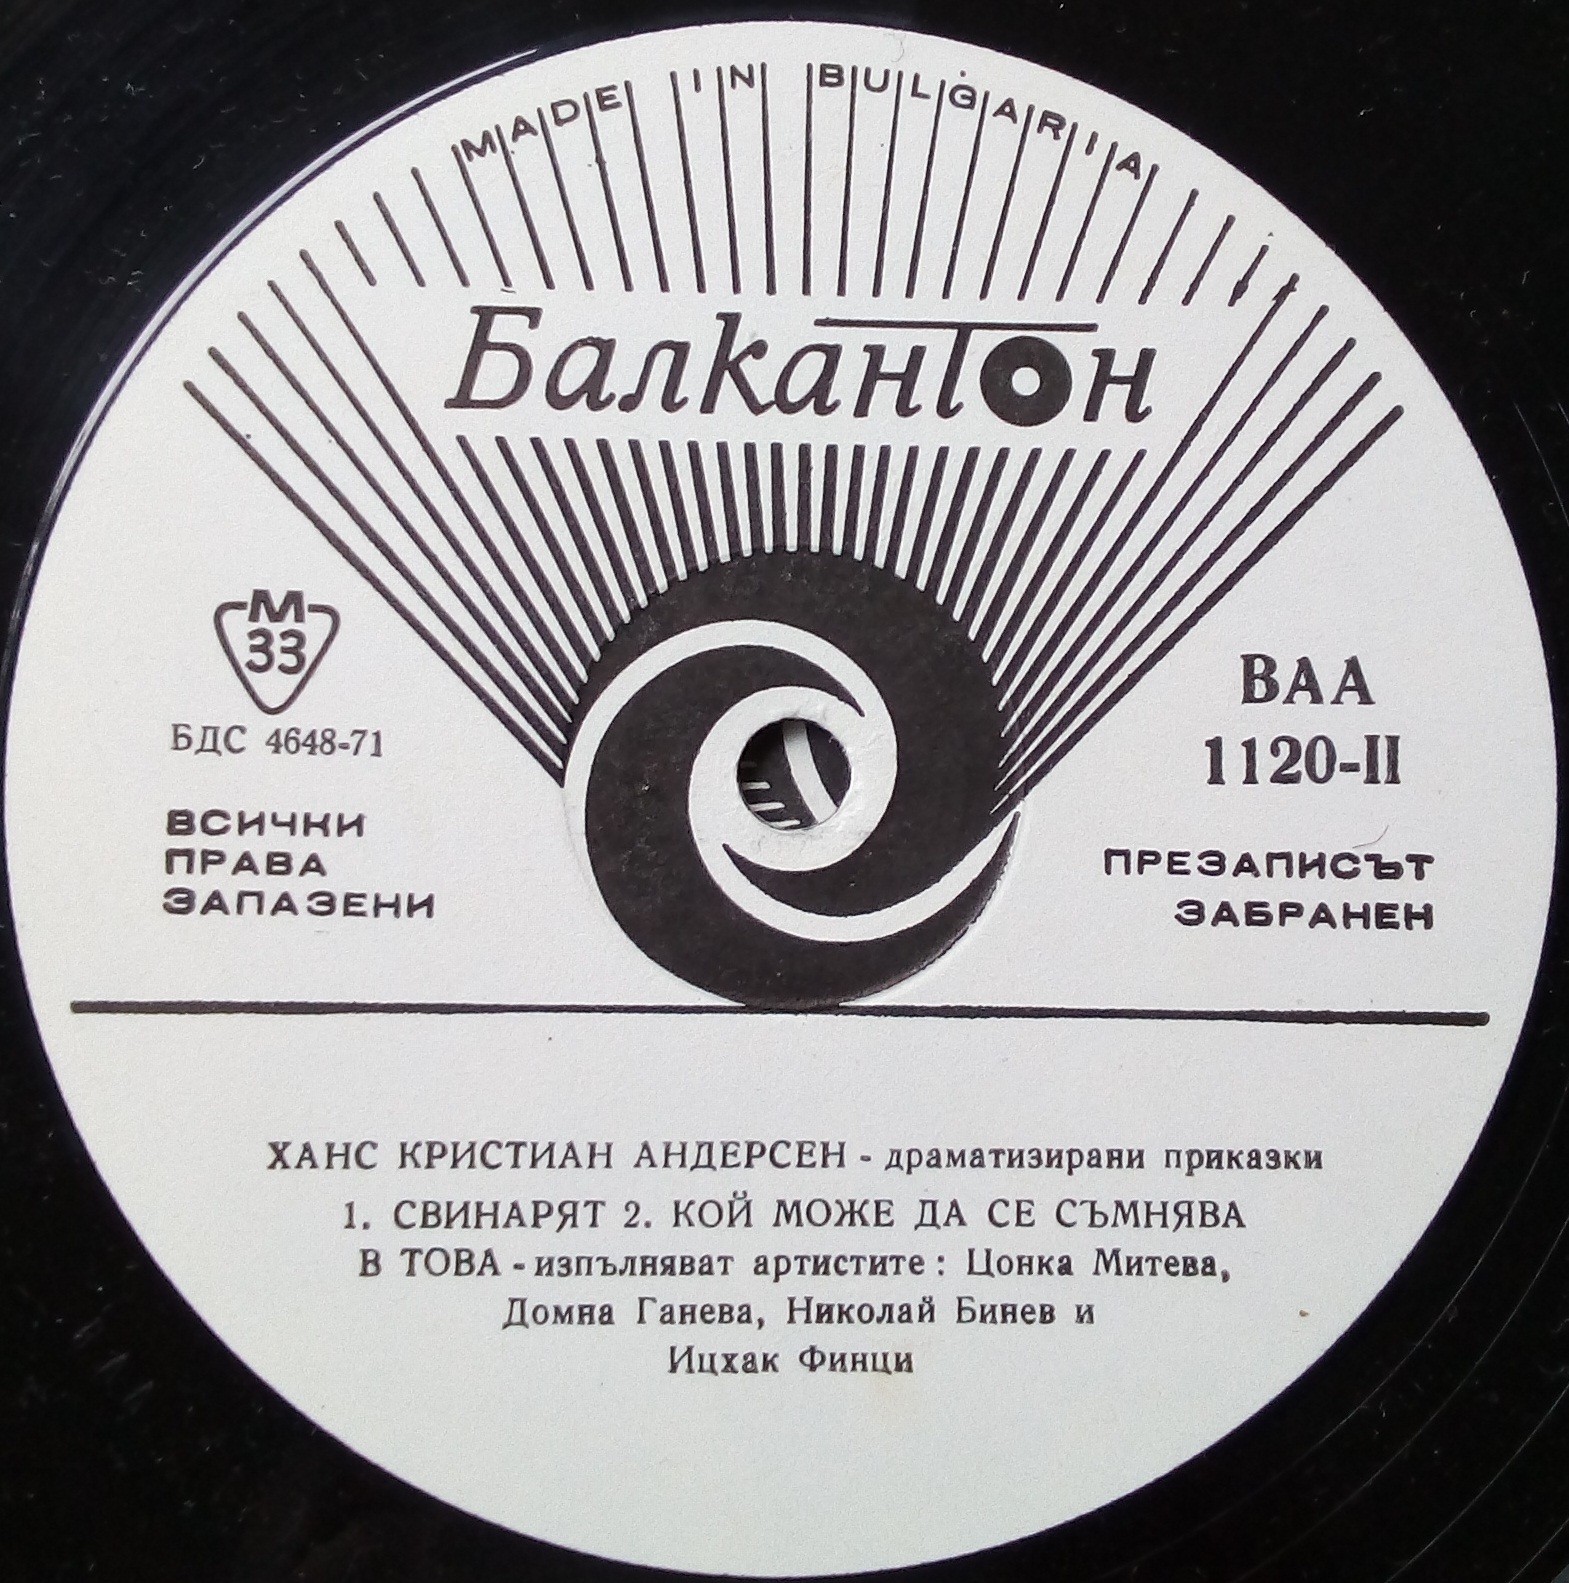 MADE IN BULGARIA
Балкантон
М
33
БДС 4648-71
ВСИЧКИ
ПРАВА
ЗАПАЗЕНИ
ВАА
1120-II
ПРЕЗАПИСЪТ
ЗАБРАНЕН
ХАНС КРИСТИАН АНДЕРСЕН - драматизирани приказки
1. СВИНАРЯТ 2. КОЙ МОЖЕ ДА СЕ СЪМНЯВА
В ТОВА - изпълняват артистите : Цонка Митева,
Домна Ганева, Николай Бинев и
Ицхак Финци